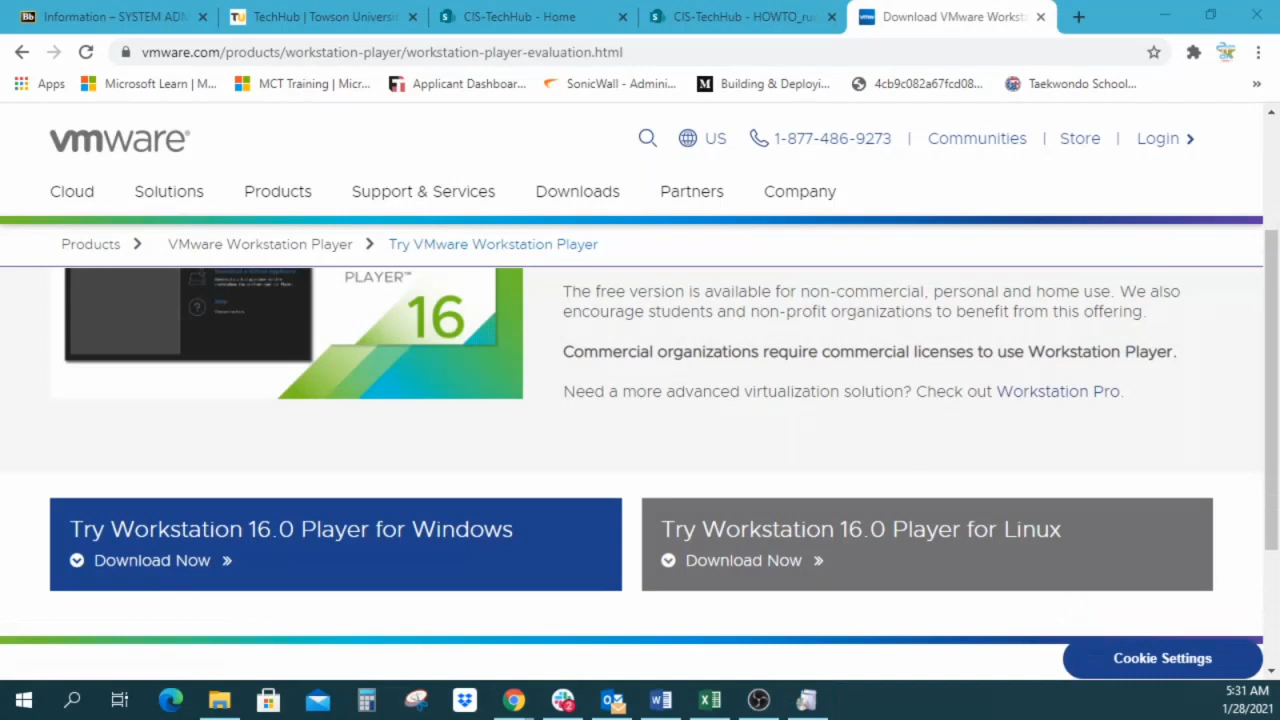 Information – SYSTEM ADM
TechHub | Towson Universit
CIS-TechHub - Home
CIS-TechHub - HOWTO_ru
Download VMware Workst
vmware.com/products/workstation-player/workstation-player-evaluation.html
Apps
Microsoft Learn | M...
MCT Training | Micr...
Applicant Dashboar...
SonicWall - Admini...
Building & Deployi...
4cb9c082a67fcd08...
Taekwondo School...
vmware®
US
1-877-486-9273 | Communities | Store | Login
Cloud
Solutions
Products
Support & Services
Downloads
Partners
Company
Products
VMware Workstation Player
Try VMware Workstation Player
PLAYER™
16
The free version is available for non-commercial, personal and home use. We also
encourage students and non-profit organizations to benefit from this offering.
Commercial organizations require commercial licenses to use Workstation Player.
Need a more advanced virtualization solution? Check out Workstation Pro.
Try Workstation 16.0 Player for Windows
Download Now »
Try Workstation 16.0 Player for Linux
Download Now »
Cookie Settings
5:31 AM
1/28/2021